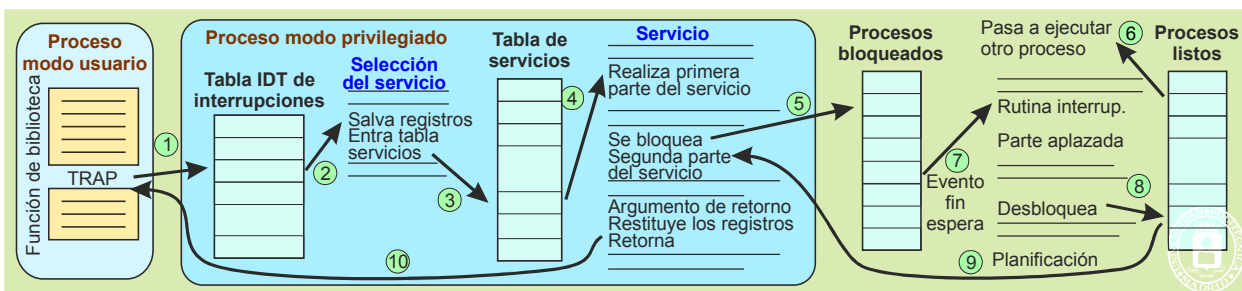 Proceso
modo usuario
Función de biblioteca
TRAP
1
Proceso modo privilegiado
Tabla IDT de
interrupciones
2
Selección
del servicio
Salva registros
Entra tabla
servicios
3
Tabla de
servicios
4
Servicio
Realiza primera
parte del servicio
Se bloquea
Segunda parte
del servicio
Argumento de retorno
Restituye los registros
Retorna
10
5
Procesos
bloqueados
Pasa a ejecutar
otro proceso
6
Procesos
listos
Rutina interrup.
Parte aplazada
7
Evento
fin
espera
8
Desbloquea
9
Planificación